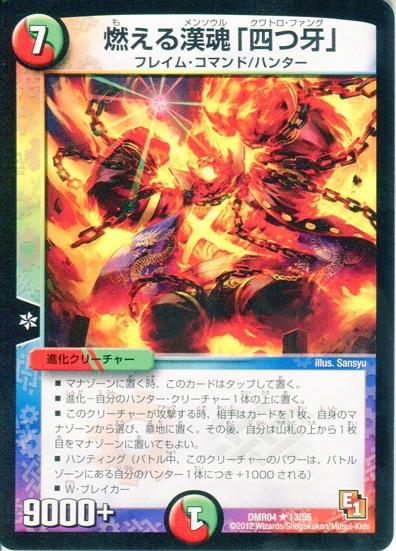 7
も メンソウル クワトロ・ファング
燃える漢魂「四つ牙」
フレイム・コマンド/ハンター
illus. Sansyu
進化クリーチャー
■ マナゾーンに置く時、このカードはタップして置く。
■ 進化－自分のハンター・クリーチャー1体の上に置く。
■ このクリーチャーが攻撃する時、相手はカードを1枚、自身のマ
ナゾーンから選び、墓地に置く。その後、自分は山札の上から1枚
目をマナゾーンに置いてもよい。
■ ハンティング(バトル中、このクリーチャーのパワーは、バトル
ゾーンにある自分のハンター1体につき+1000される)
■ W・ブレイカー
9000+
1
DMR04 ★ 13/55
©2012 Wizards/Shogakukan/Mitsui-Kids
E1